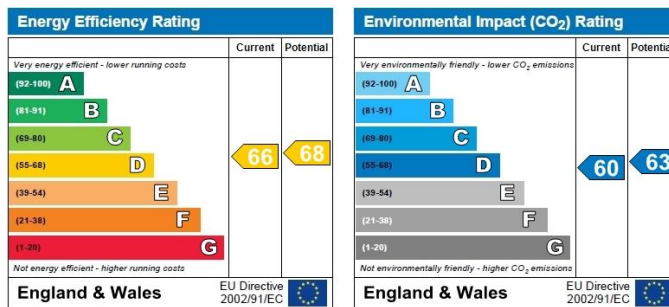 Energy Efficiency Rating
Current Potential
Very energy efficient - lower running costs
(92-100) A
(81-91) B
(69-80) C
(55-68) D
66 68
(39-54) E
(21-38) F
(1-20) G
Not energy efficient - higher running costs
England & Wales
EU Directive
2002/91/EC
Environmental Impact (CO₂) Rating
Current Potential
Very environmentally friendly - lower CO₂ emissions
(92-100) A
(81-91) B
(69-80) C
(55-68) D
60 63
(39-54) E
(21-38) F
(1-20) G
Not environmentally friendly - higher CO₂ emissions
England & Wales
EU Directive
2002/91/EC